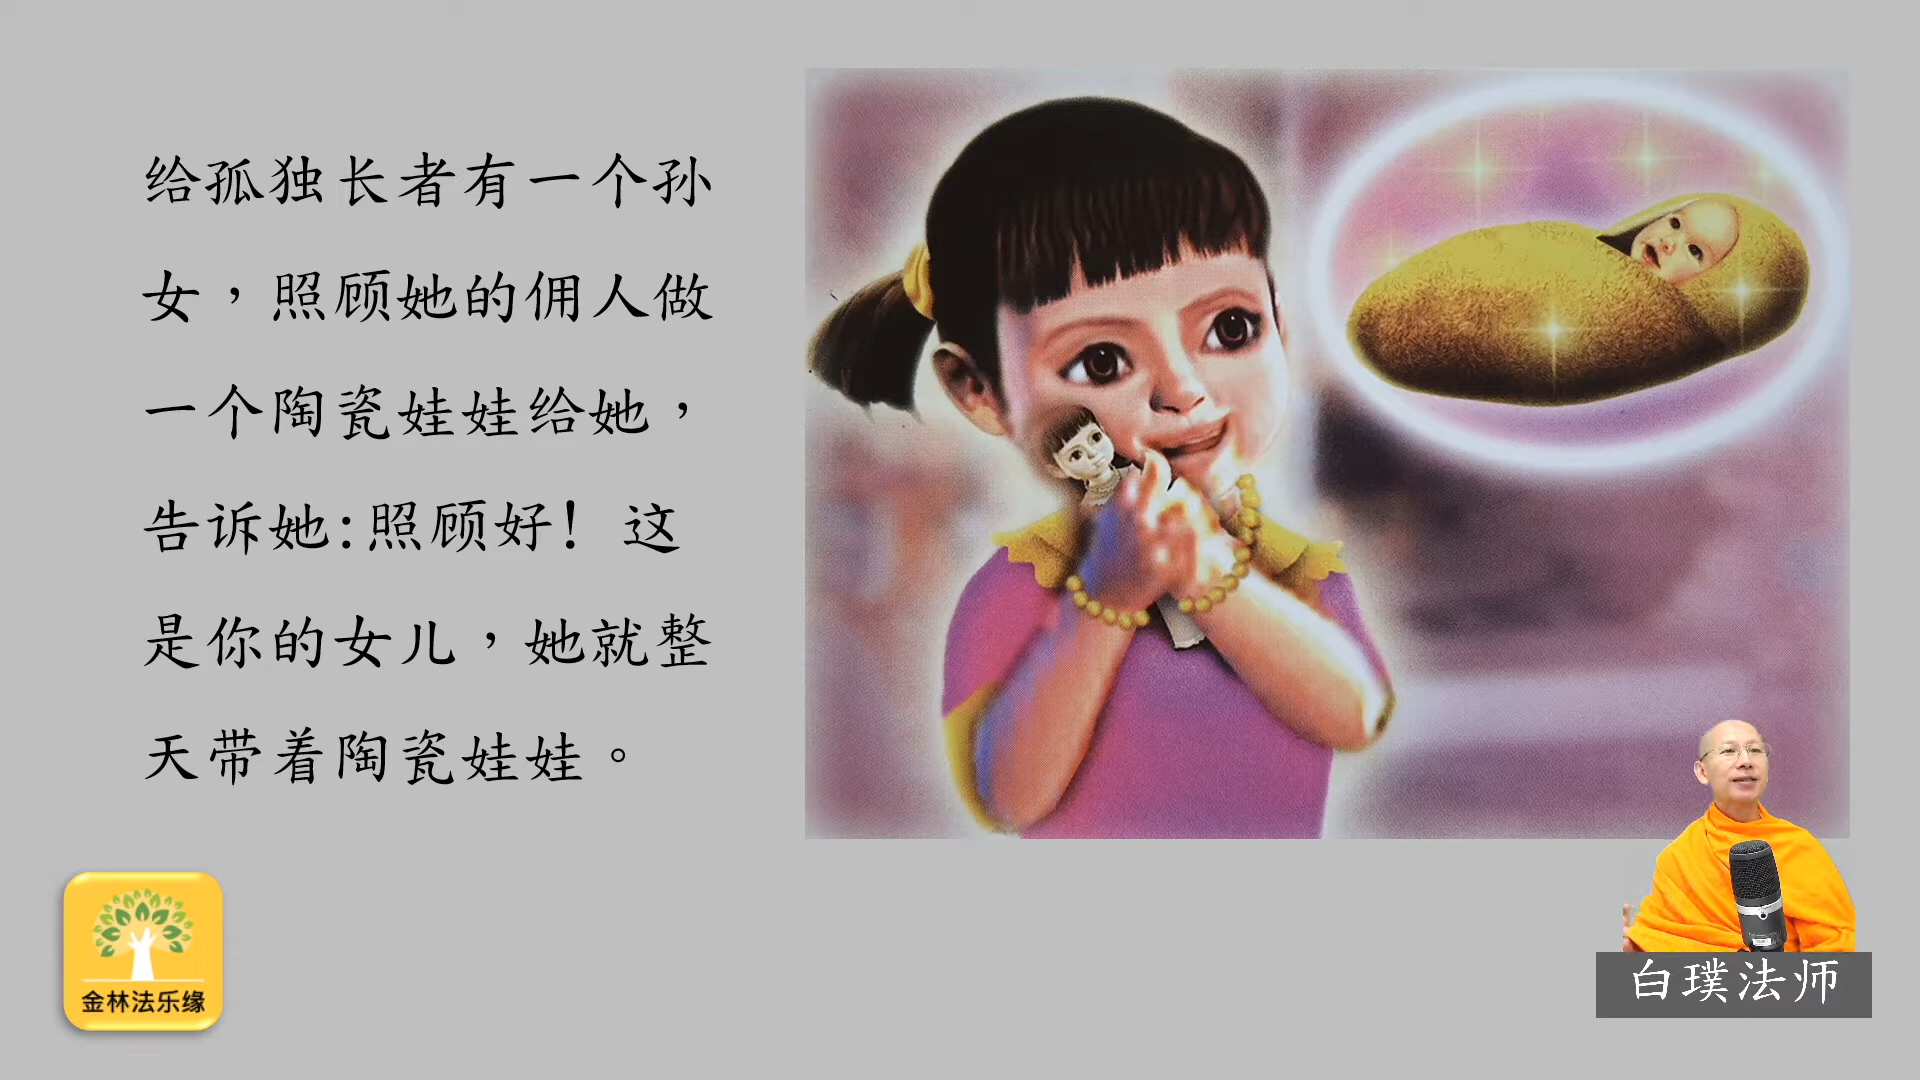 给孤独长者有一个孙
女，照顾她的佣人做
一个陶瓷娃娃给她，
告诉她:照顾好! 这
是你的女儿，她就整
天带着陶瓷娃娃。
金林法乐缘
白璞法师